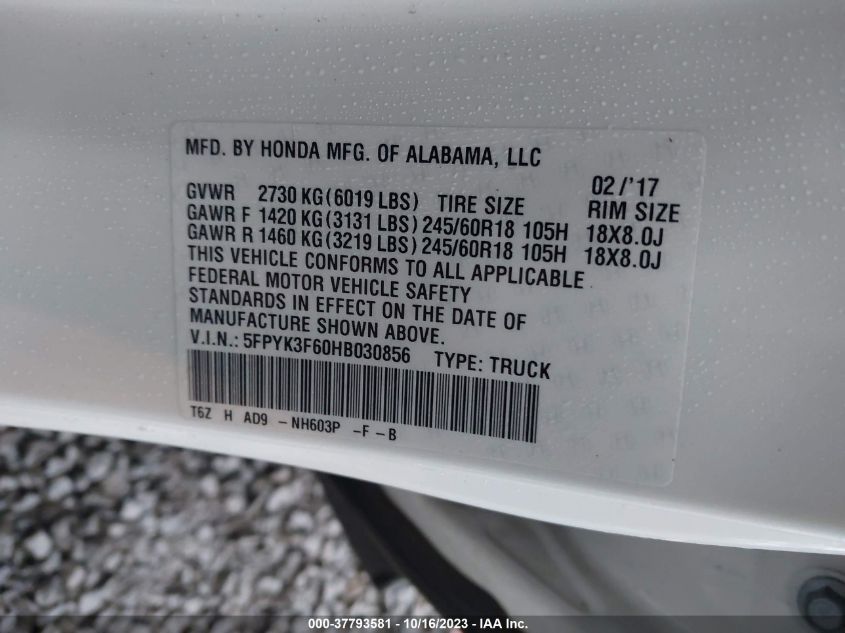 MFD. BY HONDA MFG. OF ALABAMA, LLC
02/'17
GVWR 2730 KG(6019 LBS) TIRE SIZE RIM SIZE
GAWR F 1420 KG(3131 LBS) 245/60R18 105H 18X8.0J
GAWR R 1460 KG(3219 LBS) 245/60R18 105H 18X8.0J
THIS VEHICLE CONFORMS TO ALL APPLICABLE
FEDERAL MOTOR VEHICLE SAFETY
STANDARDS IN EFFECT ON THE DATE OF
MANUFACTURE SHOWN ABOVE.
V.I.N.: 5FPYK3F60HB030856 TYPE: TRUCK
T6Z H AD9 -NH603P -F-B
000-37793581 - 10/16/2023 - IAA Inc.